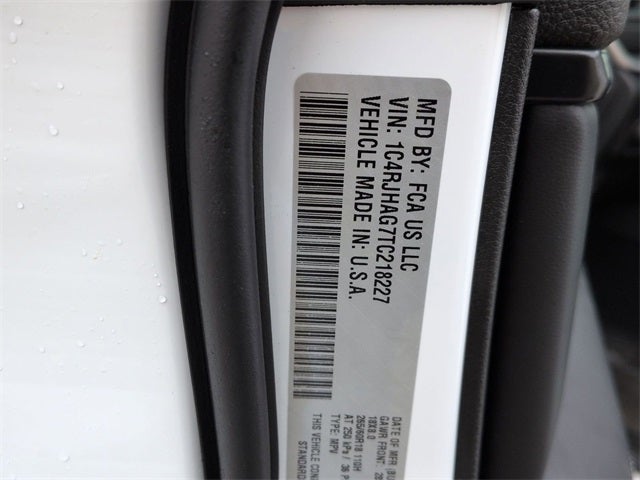 MFD BY: FCA US LLC
VIN: 1C4RJHAG7TC218227
VEHICLE MADE IN: U.S.A.
DATE OF MFR
GAWR FRONT:
18X8.0
265/60R18 110H
AT 250 kPa / 36 P
TYPE: MPV
THIS VEHICLE CON
STANDARD